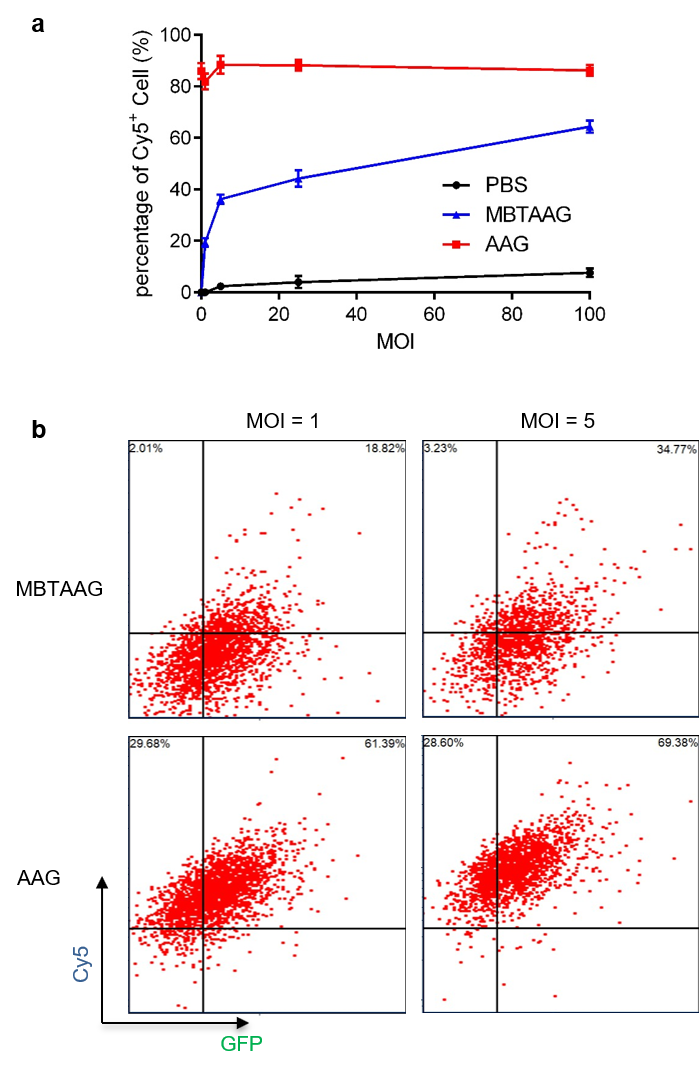 a
percentage of Cy5+ Cell (%)
100
80
60
40
20
0
0 20 40 60 80 100
MOI
PBS
MBTAAG
AAG
b
MOI = 1 MOI = 5
2.01% 18.82% 3.23% 34.77%
MBTAAG
29.68% 61.39% 28.60% 69.38%
AAG
Cy5
GFP